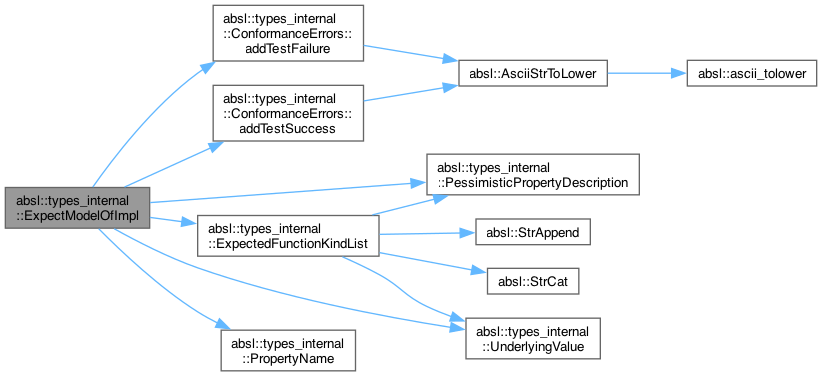 absl::types_internal
::ConformanceErrors::
addTestFailure
absl::AsciiStrToLower
absl::ascii_tolower
absl::types_internal
::ConformanceErrors::
addTestSuccess
absl::types_internal
::PessimisticPropertyDescription
absl::types_internal
::ExpectModelOfImpl
absl::types_internal
::ExpectedFunctionKindList
absl::StrAppend
absl::StrCat
absl::types_internal
::UnderlyingValue
absl::types_internal
::PropertyName